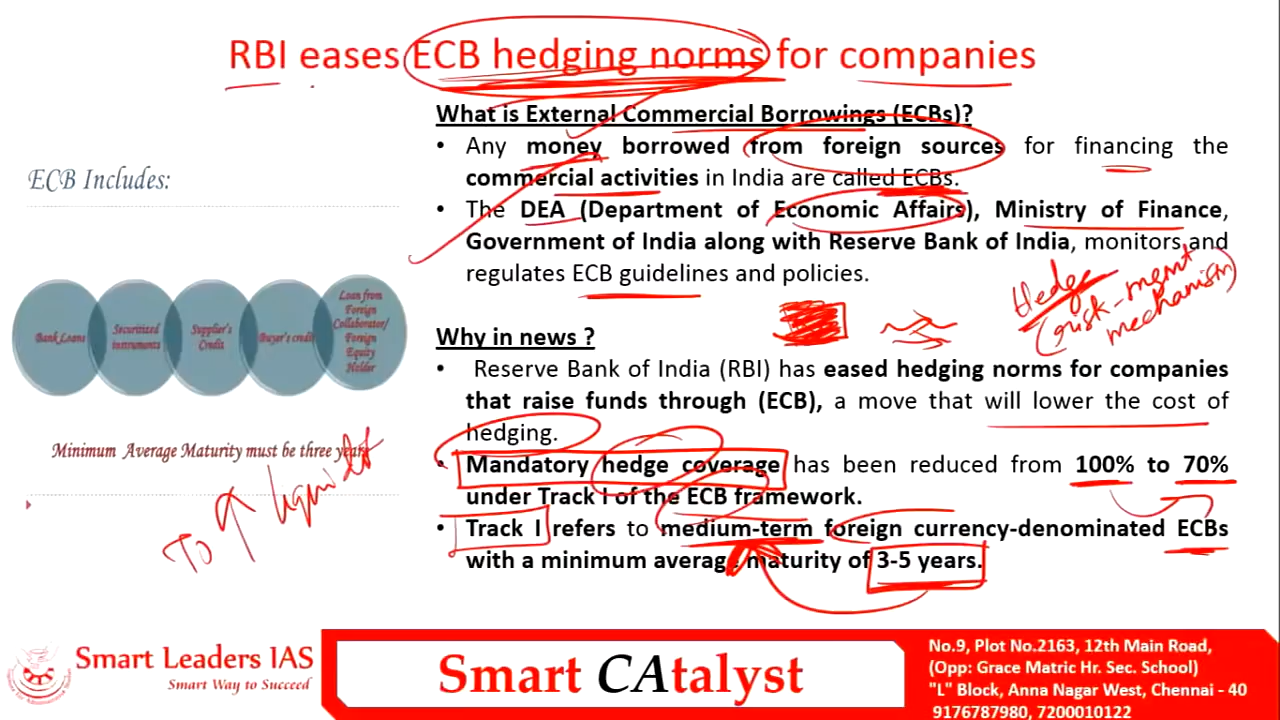 RBI eases ECB hedging norms for companies
What is External Commercial Borrowings (ECBs)?
• Any money borrowed from foreign sources for financing the
commercial activities in India are called ECBs.
• The DEA (Department of Economic Affairs), Ministry of Finance,
Government of India along with Reserve Bank of India, monitors and
regulates ECB guidelines and policies.
Hedge
(risk-mgmt
mechanism)
Why in news ?
• Reserve Bank of India (RBI) has eased hedging norms for companies
that raise funds through (ECB), a move that will lower the cost of
hedging.
• Mandatory hedge coverage has been reduced from 100% to 70%
under Track I of the ECB framework.
• Track I refers to medium-term foreign currency-denominated ECBs
with a minimum average maturity of 3-5 years.
ECB Includes:
Bank Loans
Securitized
instruments
Supplier's
Credit
Buyer's credit
Loan from
Foreign
Collaborator/
Foreign
Equity
Holder
Minimum Average Maturity must be three years
To ↑
Smart Leaders IAS
Smart Way to Succeed
Smart CAtalyst
No.9, Plot No.2163, 12th Main Road,
(Opp: Grace Matric Hr. Sec. School)
"L" Block, Anna Nagar West, Chennai - 40
9176787980, 7200010122